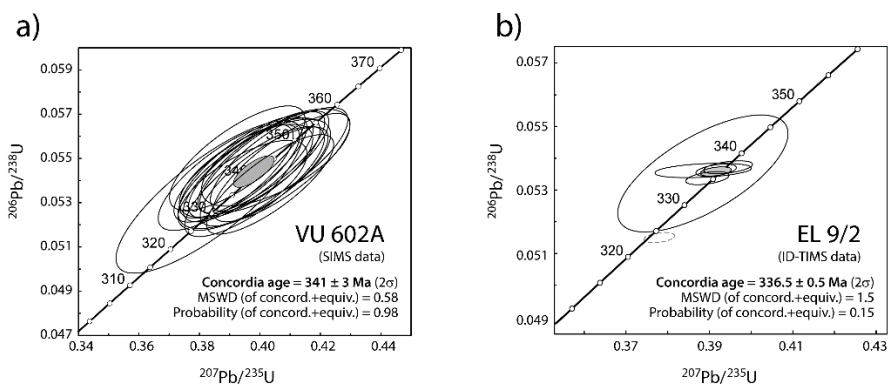 a)
206Pb/238U
0.059
0.057
0.055
0.053
0.051
0.049
0.047
370
360
350
330
320
310
VU 602A
(SIMS data)
Concordia age = 341 ± 3 Ma (2σ)
MSWD (of concord.+equiv.) = 0.58
Probability (of concord.+equiv.) = 0.98
0.34 0.36 0.38 0.40 0.42 0.44
207Pb/235U
b)
206Pb/238U
0.057
0.055
0.053
0.051
0.049
350
340
330
320
EL 9/2
(ID-TIMS data)
Concordia age = 336.5 ± 0.5 Ma (2σ)
MSWD (of concord.+equiv.) = 1.5
Probability (of concord.+equiv.) = 0.15
0.37 0.39 0.41 0.43
207Pb/235U